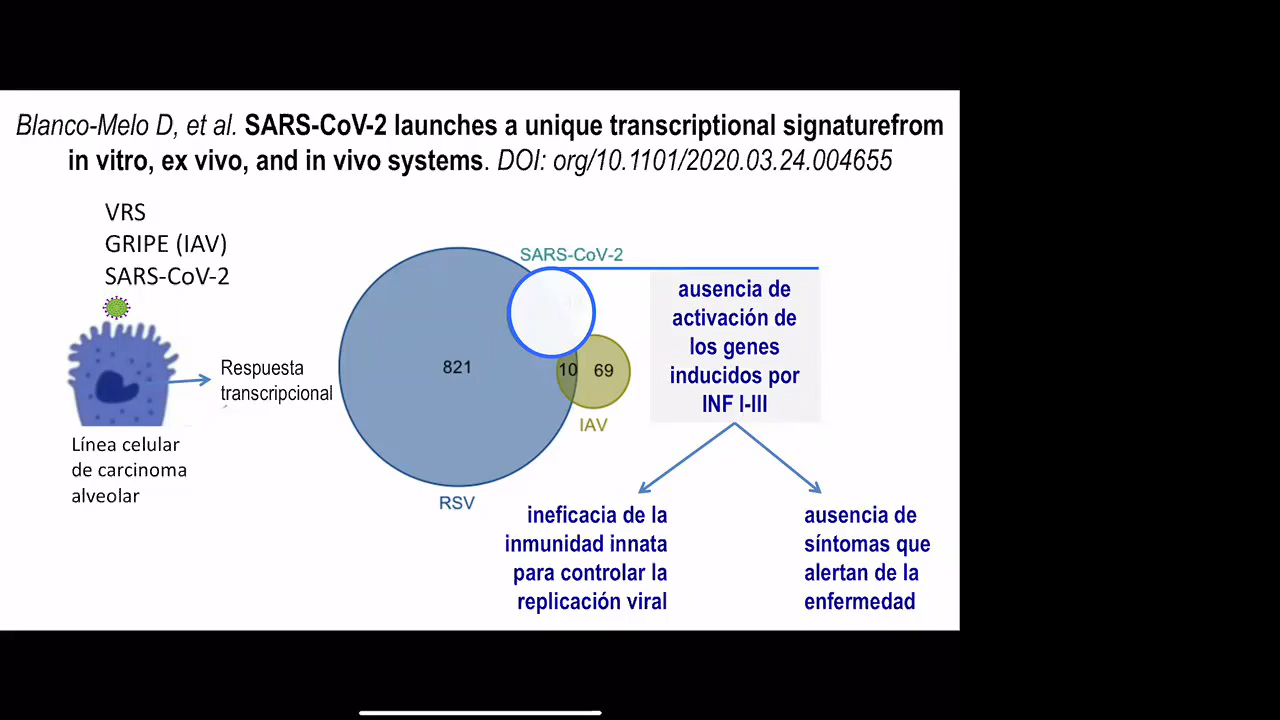 Blanco-Melo D, et al. SARS-CoV-2 launches a unique transcriptional signaturefrom
in vitro, ex vivo, and in vivo systems. DOI: org/10.1101/2020.03.24.004655
VRS
GRIPE (IAV)
SARS-CoV-2
Respuesta
transcripcional
Línea celular
de carcinoma
alveolar
SARS-CoV-2
821
10
69
IAV
RSV
ausencia de
activación de
los genes
inducidos por
INF I-III
ineficacia de la
inmunidad innata
para controlar la
replicación viral
ausencia de
síntomas que
alertan de la
enfermedad